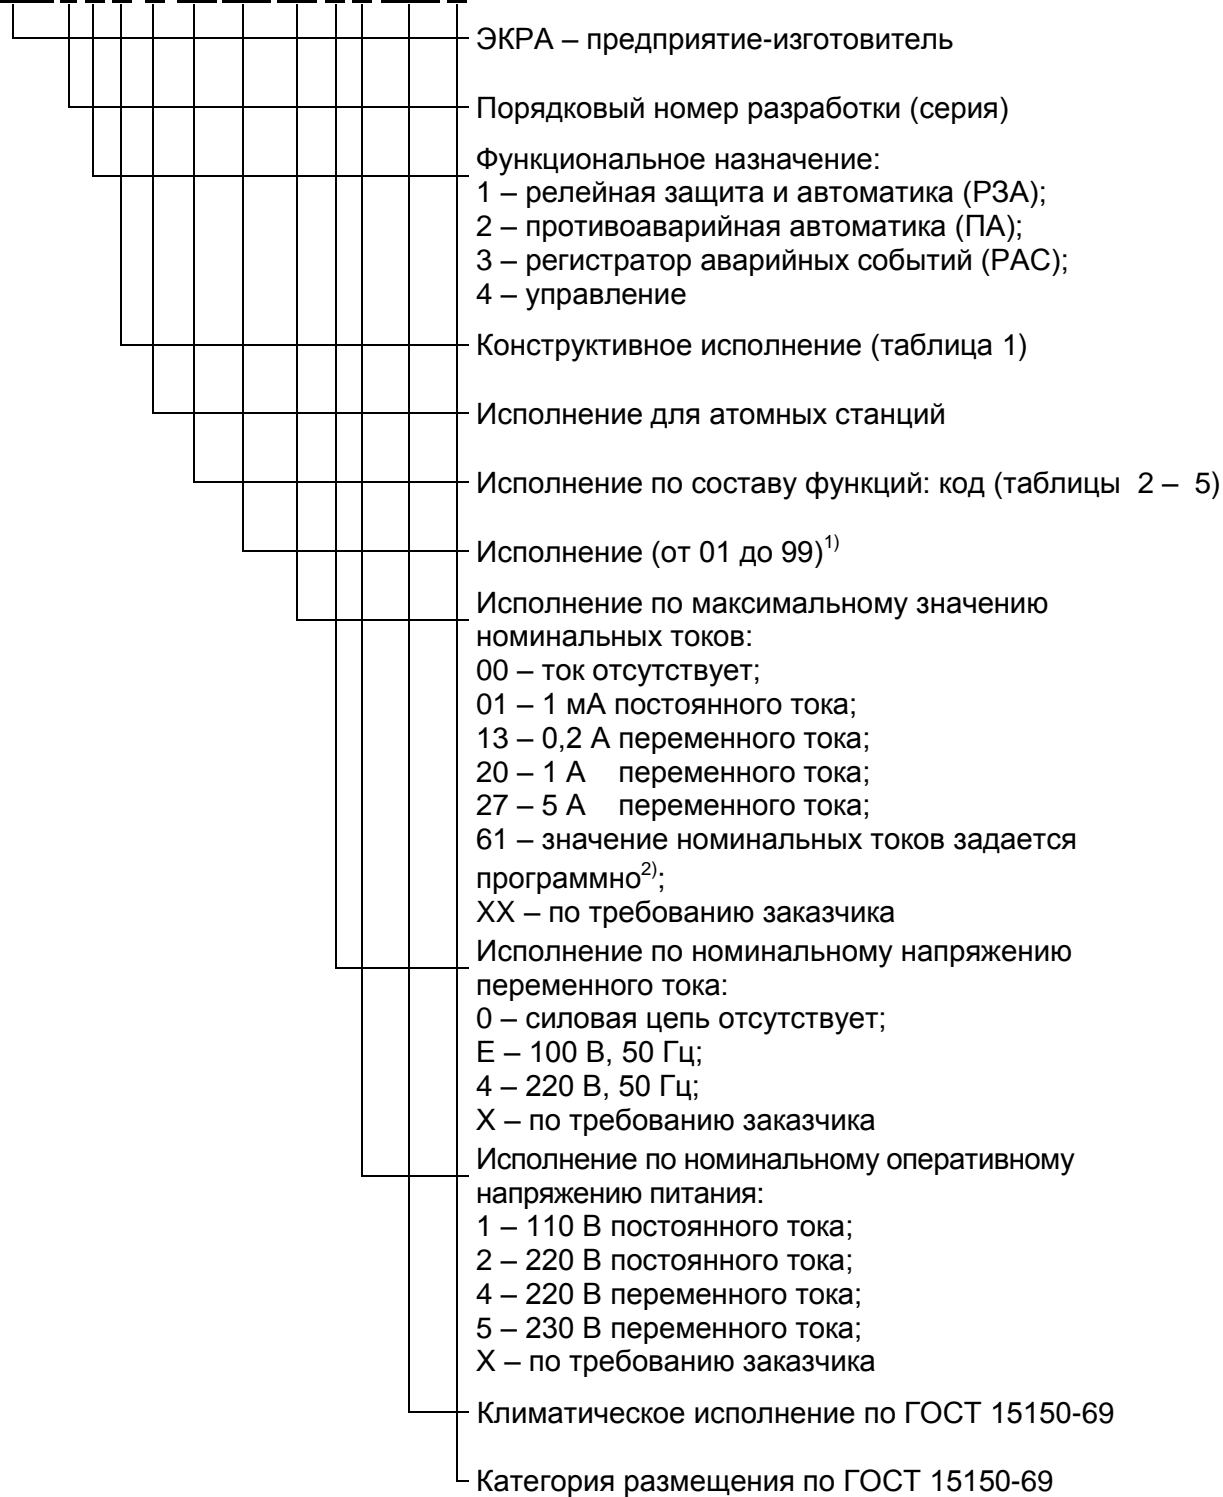 ЭКРА – предприятие-изготовитель
Порядковый номер разработки (серия)
Функциональное назначение:
1 – релейная защита и автоматика (РЗА);
2 – противоаварийная автоматика (ПА);
3 – регистратор аварийных событий (РАС);
4 – управление
Конструктивное исполнение (таблица 1)
Исполнение для атомных станций
Исполнение по составу функций: код (таблицы 2 – 5)
Исполнение (от 01 до 99)1)
Исполнение по максимальному значению
номинальных токов:
00 – ток отсутствует;
01 – 1 мА постоянного тока;
13 – 0,2 А переменного тока;
20 – 1 А переменного тока;
27 – 5 А переменного тока;
61 – значение номинальных токов задается
программно2);
ХХ – по требованию заказчика
Исполнение по номинальному напряжению
переменного тока:
0 – силовая цепь отсутствует;
Е – 100 В, 50 Гц;
4 – 220 В, 50 Гц;
Х – по требованию заказчика
Исполнение по номинальному оперативному
напряжению питания:
1 – 110 В постоянного тока;
2 – 220 В постоянного тока;
4 – 220 В переменного тока;
5 – 230 В переменного тока;
Х – по требованию заказчика
Климатическое исполнение по ГОСТ 15150-69
Категория размещения по ГОСТ 15150-69